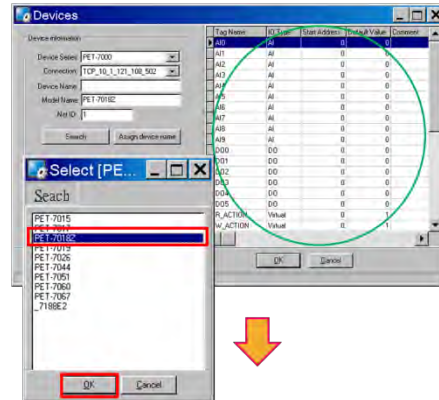 Devices
Device information
Device Series: PET-7000
Connection: TCP_10_1_121_108_502
Device Name:
Model Name: PET-70182
Net ID: 1
Search Assign device name
Tag Name IO Type Start Address Default Value Comment
AI0 AI 0 0
AI1 AI 0 0
AI2 AI 0 0
AI3 AI 0 0
AI4 AI 0 0
AI5 AI 0 0
AI6 AI 0 0
AI7 AI 0 0
AI8 AI 0 0
AI9 AI 0 0
DO0 DO 0 0
DO1 DO 0 0
DO2 DO 0 0
DO3 DO 0 0
DO4 DO 0 0
DO5 DO 0 0
R_ACTION Virtual 0 1
W_ACTION Virtual 0 1
OK Cancel
Select [PE...
Seach
PET-7015
PET-7017
PET-70182
PET-7019
PET-7026
PET-7044
PET-7051
PET-7060
PET-7067
_7188E2
OK Cancel